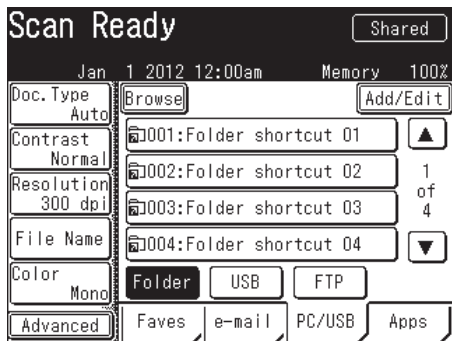 Scan Ready
Shared
Jan 1 2012 12:00am Memory 100%
Doc.Type
Auto
Contrast
Normal
Resolution
300 dpi
File Name
Color
Mono
Advanced
Browse
Add/Edit
001:Folder shortcut 01
002:Folder shortcut 02
003:Folder shortcut 03
004:Folder shortcut 04
1
of
4
Folder USB FTP
Faves e-mail PC/USB Apps